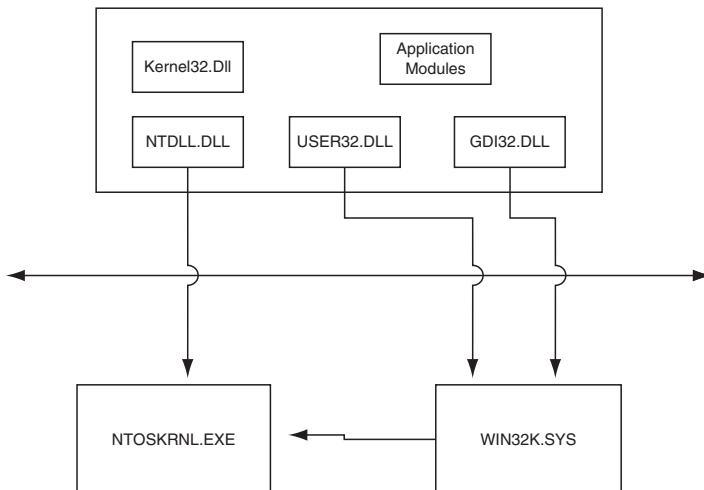 Application
Modules
Kernel32.Dll
NTDLL.DLL
USER32.DLL
GDI32.DLL
NTOSKRNL.EXE
WIN32K.SYS